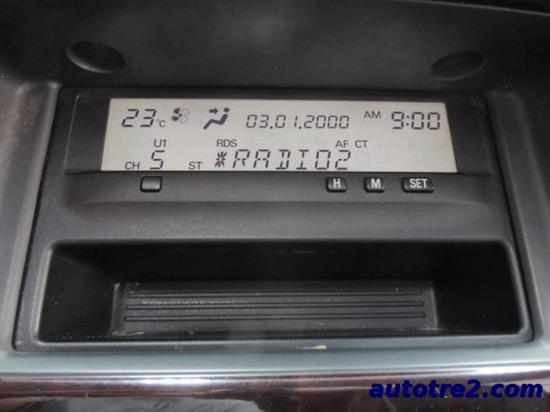 23°C 03.01.2000 AM 9:00
U1 RDS AF CT
CH 5 ST *RADIO2
H M SET
autotre2.com